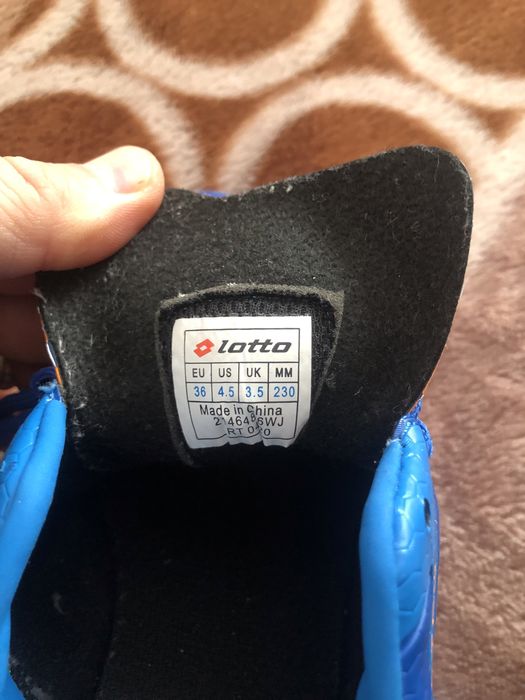 lotto
EU US UK MM
36 4.5 3.5 230
Made in China